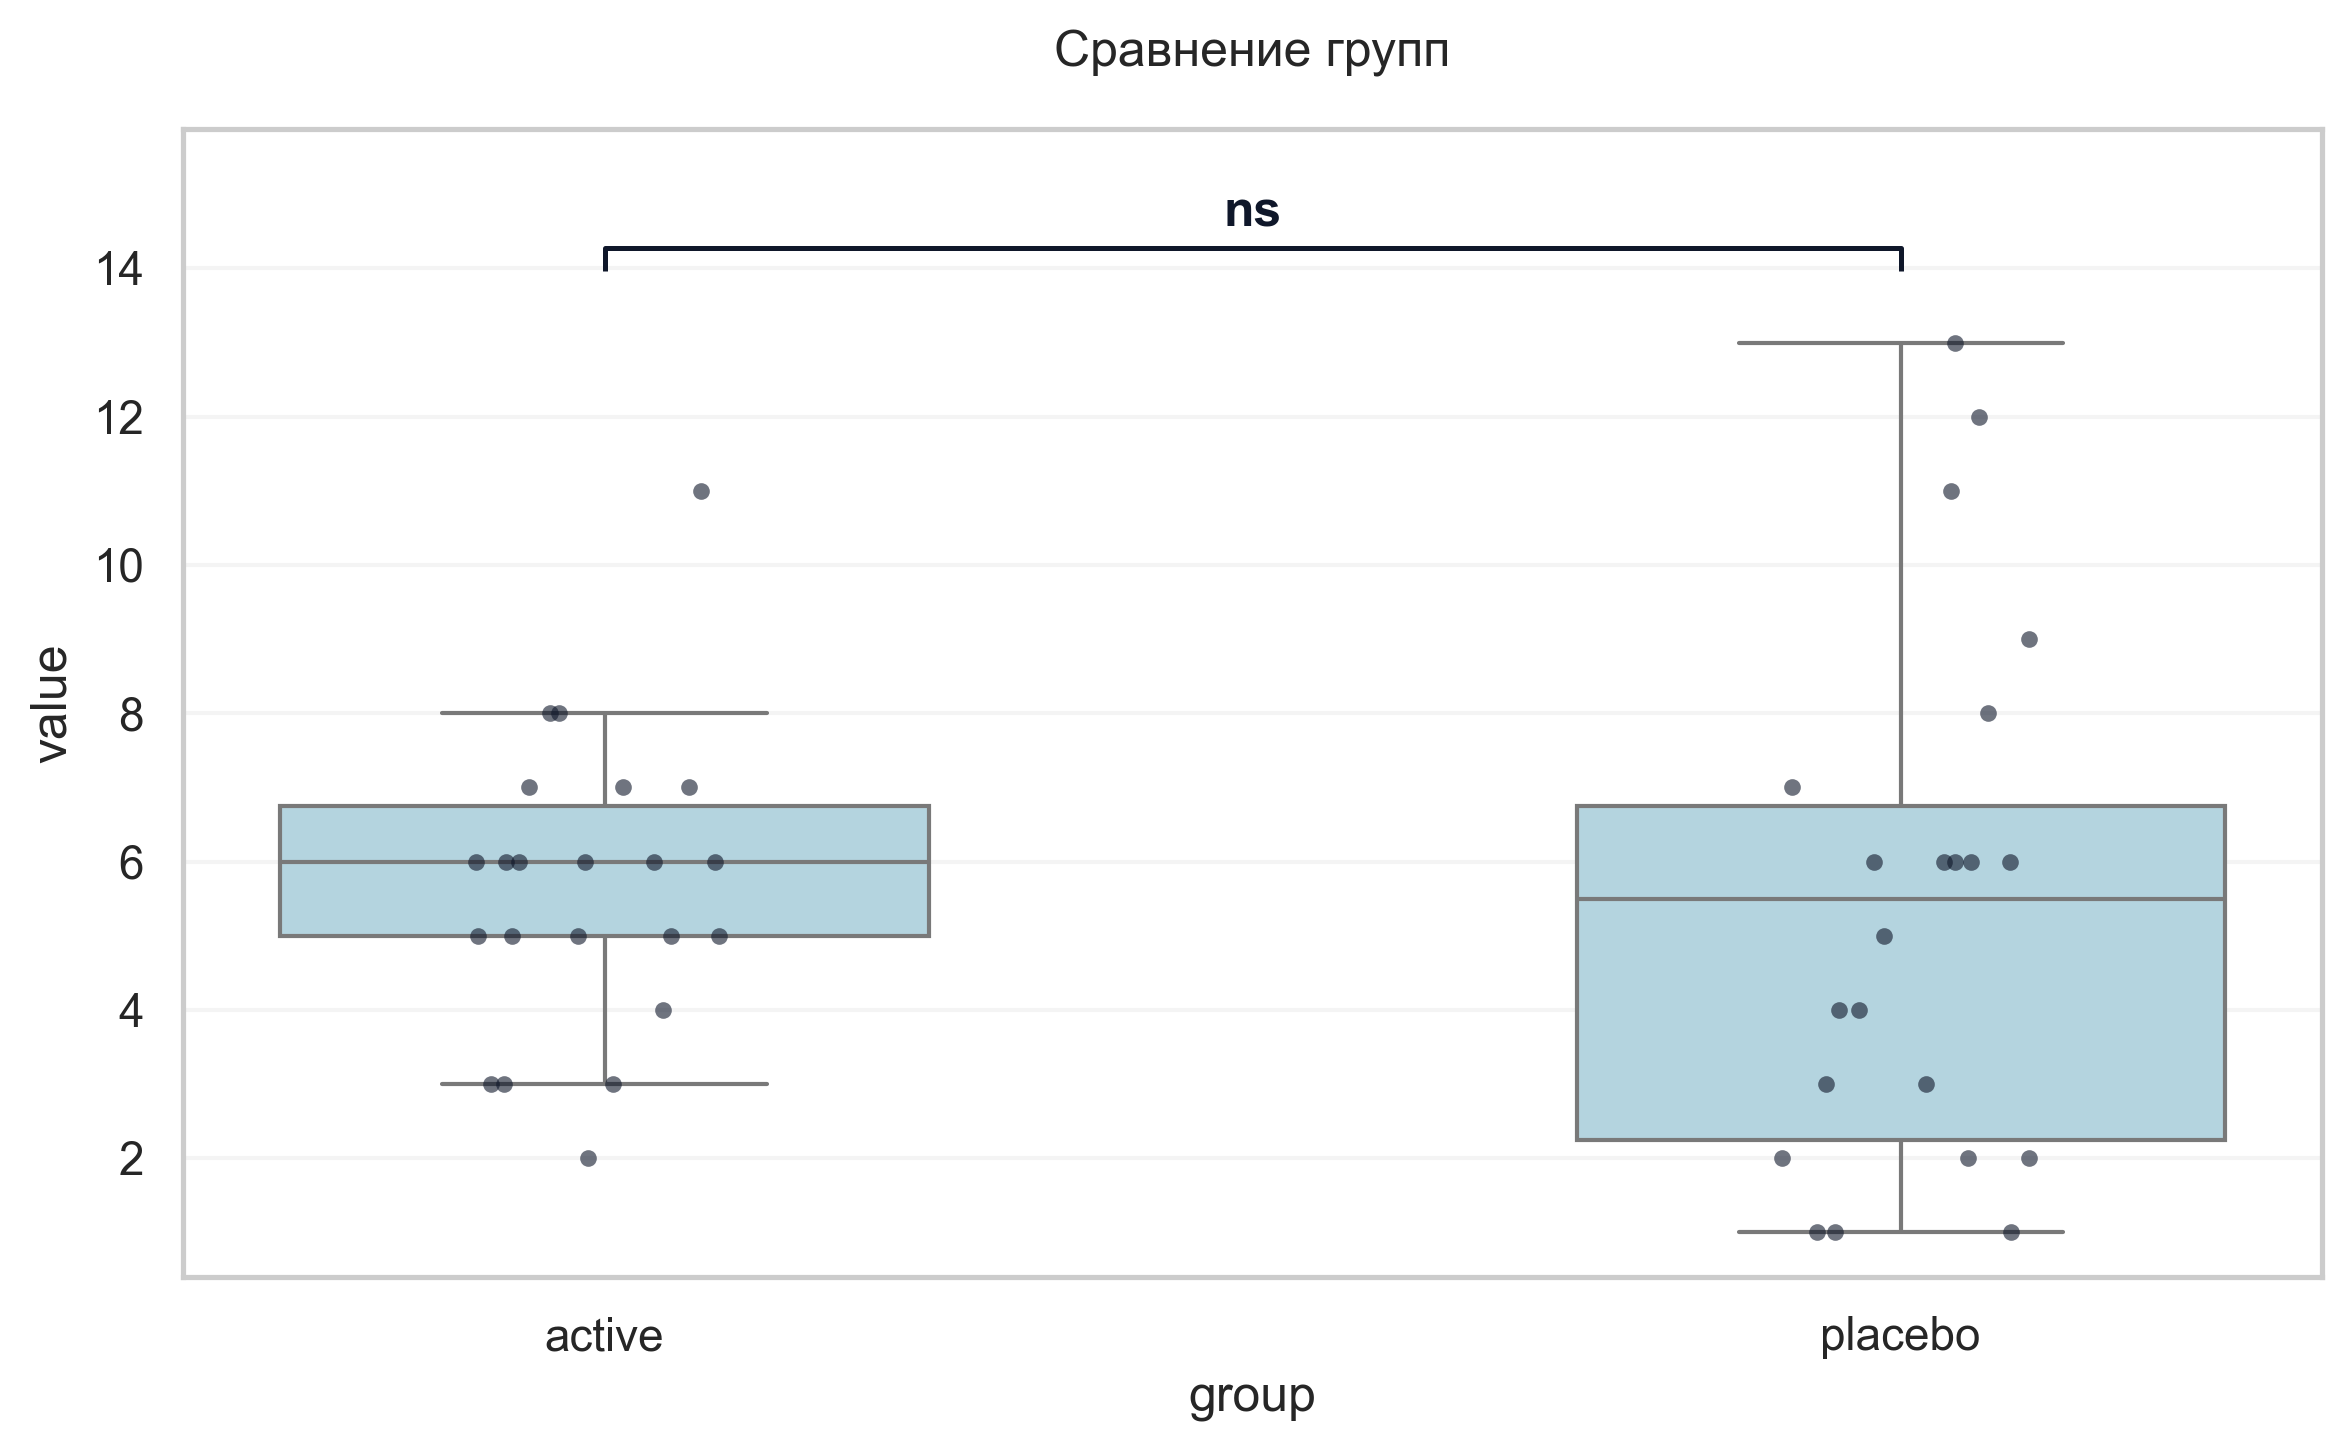 Сравнение групп
ns
14
12
10
8
6
4
2
value
active
placebo
group